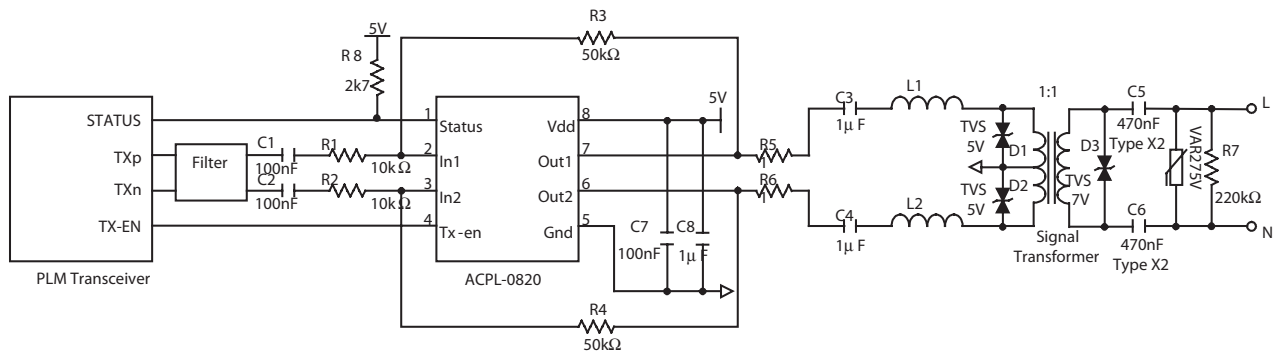 R3
50kΩ
5V
R 8
2k7
STATUS
TXp
TXn
TX-EN
PLM Transceiver
Filter
C1
100nF
C2
100nF
R1
10kΩ
R2
10kΩ
1
2
3
4
Status
In1
In2
Tx-en
Vdd
Out1
Out2
Gnd
8
7
6
5
ACPL-0820
R4
50kΩ
C7
100nF
C8
1µ F
5V
R5
1
R6
1
C3
1µ F
C4
1µ F
L1
L2
TVS
5V
D1
D2
TVS
5V
1:1
Signal
Transformer
D3
TVS
7V
C5
470nF
Type X2
C6
470nF
Type X2
VAR275V
R7
220kΩ
L
N